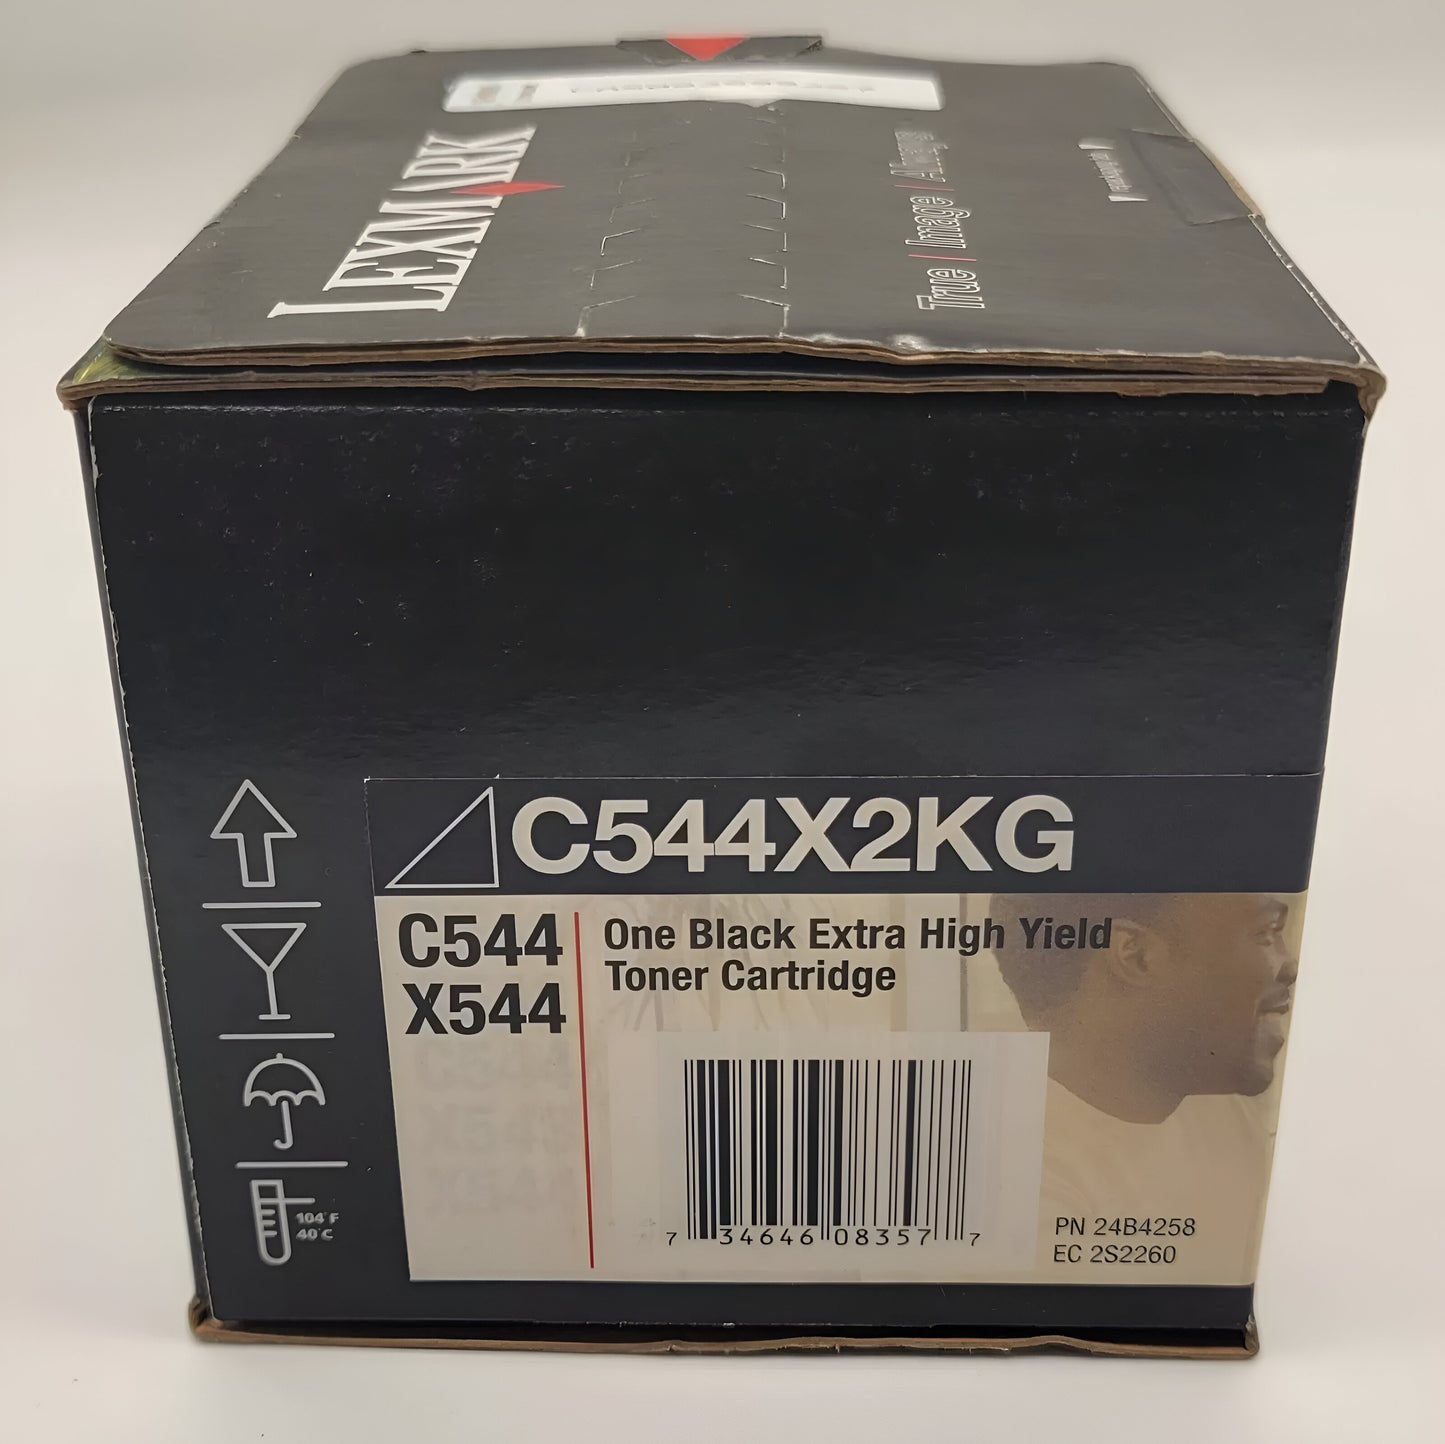 LEXMARK
True / Image / Always
C544X2KG
C544
X544
One Black Extra High Yield
Toner Cartridge
104°F
40°C
7 34646 08357 7
PN 24B4258
EC 2S2260